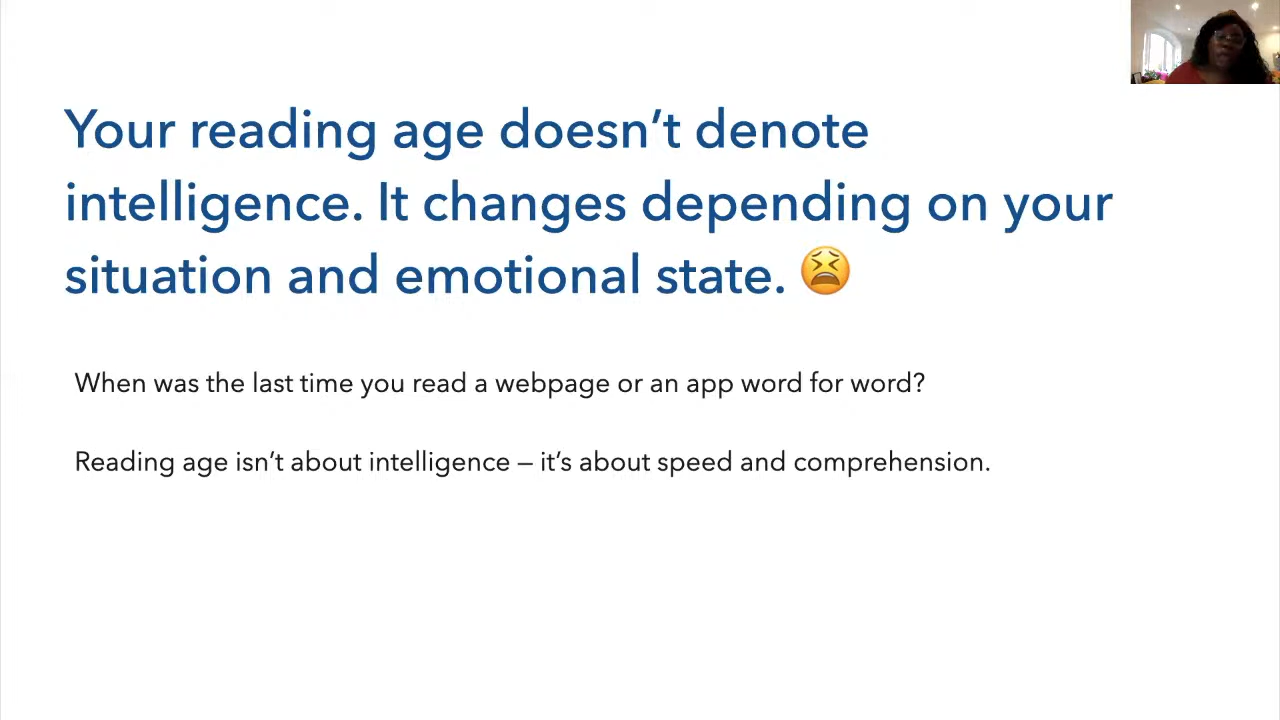 Your reading age doesn’t denote
intelligence. It changes depending on your
situation and emotional state. 😫
When was the last time you read a webpage or an app word for word?
Reading age isn’t about intelligence – it’s about speed and comprehension.